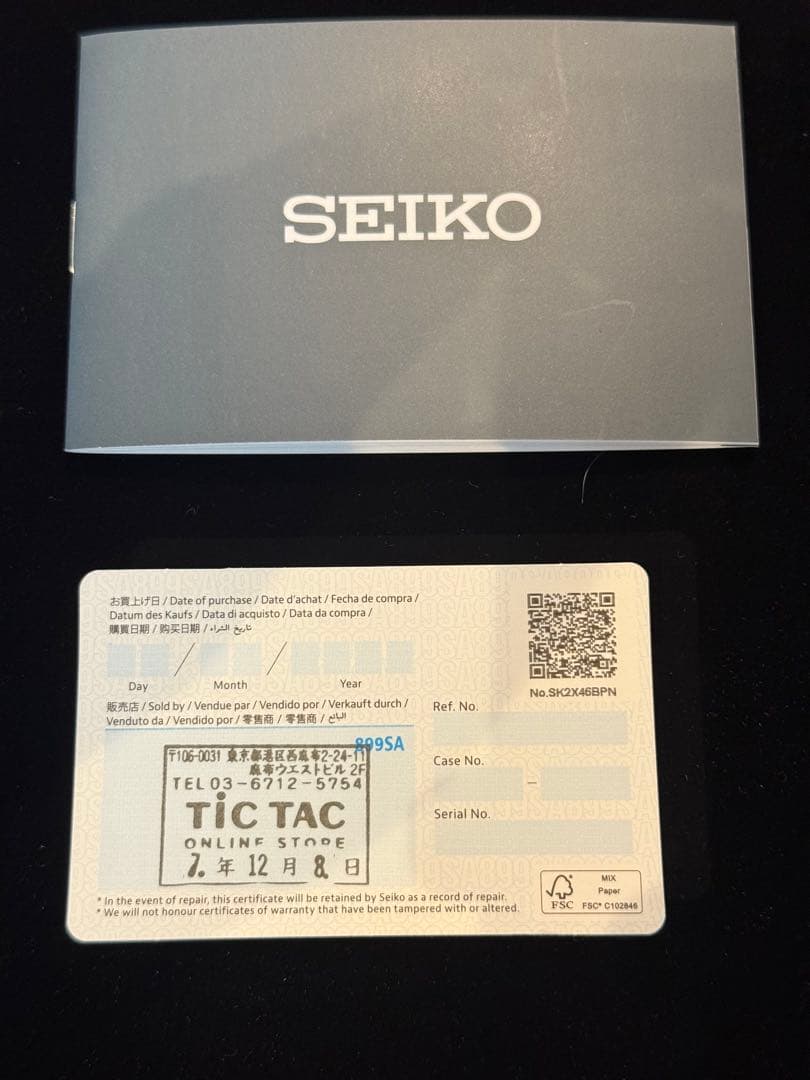 SEIKO
お買上げ日 / Date of purchase / Date d'achat / Fecha de compra /
Datum des Kaufs / Data di acquisto / Data da compra /
購買日期 / 购买日期 / تاريخ الشراء
Day
Month
Year
販売店 / Sold by / Vendue par / Vendido por / Verkauft durch /
Venduto da / Vendido por / 零售商 / 零售商 / البائع
899SA
〒106-0031 東京都港区西麻布2-24-11
麻布ウエストビル 2F
TEL 03-6712-5754
TiC TAC
ONLINE STORE
7. 年 12 月 8. 日
No.SK2X46BPN
Ref. No.
Case No.
–
Serial No.
* In the event of repair, this certificate will be retained by Seiko as a record of repair.
* We will not honour certificates of warranty that have been tampered with or altered.
FSC
MIX
Paper
FSC® C102846